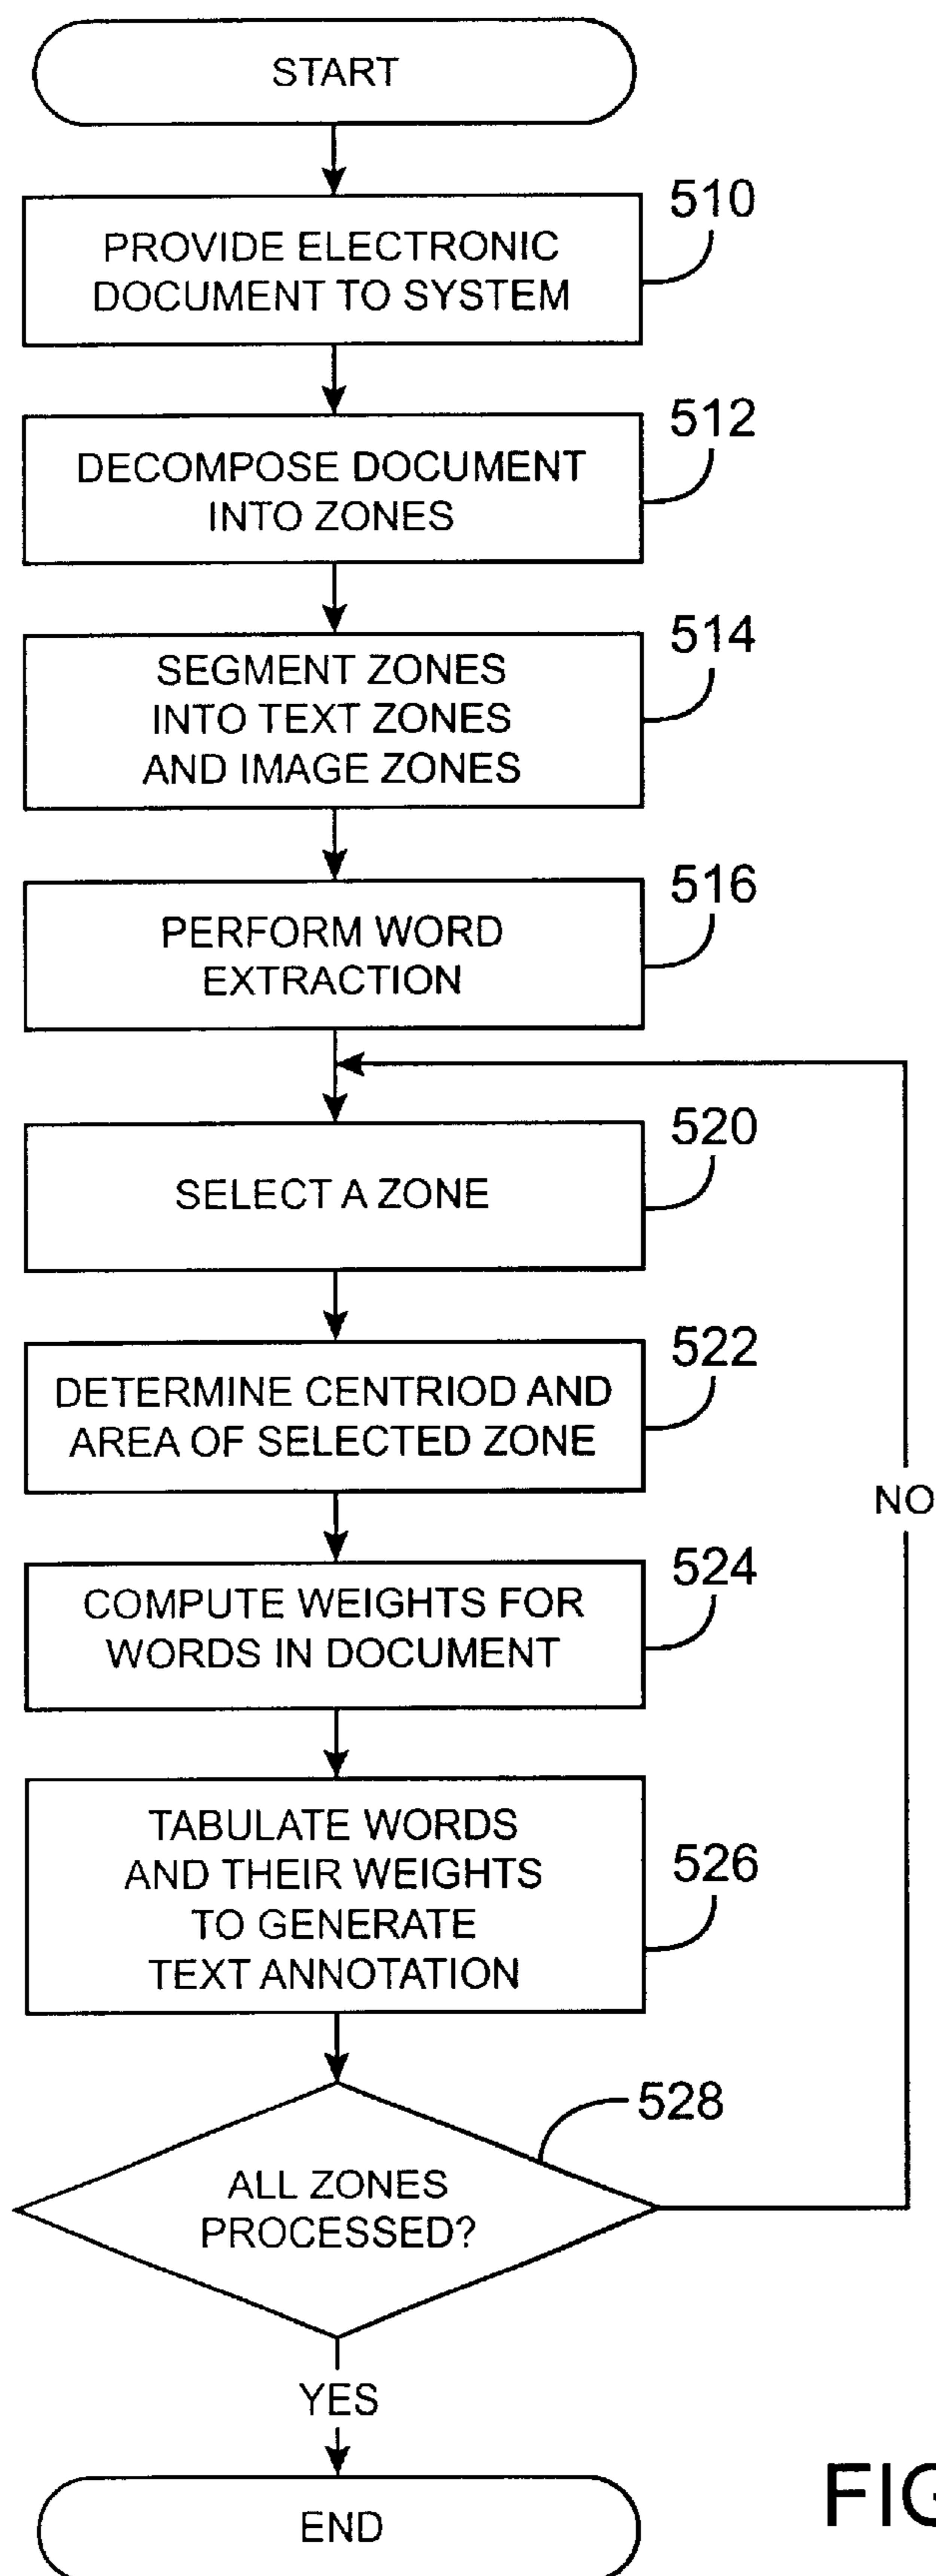 START
510
PROVIDE ELECTRONIC
DOCUMENT TO SYSTEM
512
DECOMPOSE DOCUMENT
INTO ZONES
514
SEGMENT ZONES
INTO TEXT ZONES
AND IMAGE ZONES
516
PERFORM WORD
EXTRACTION
520
SELECT A ZONE
522
DETERMINE CENTRIOD AND
AREA OF SELECTED ZONE
NO
524
COMPUTE WEIGHTS FOR
WORDS IN DOCUMENT
526
TABULATE WORDS
AND THEIR WEIGHTS
TO GENERATE
TEXT ANNOTATION
528
ALL ZONES
PROCESSED?
YES
END